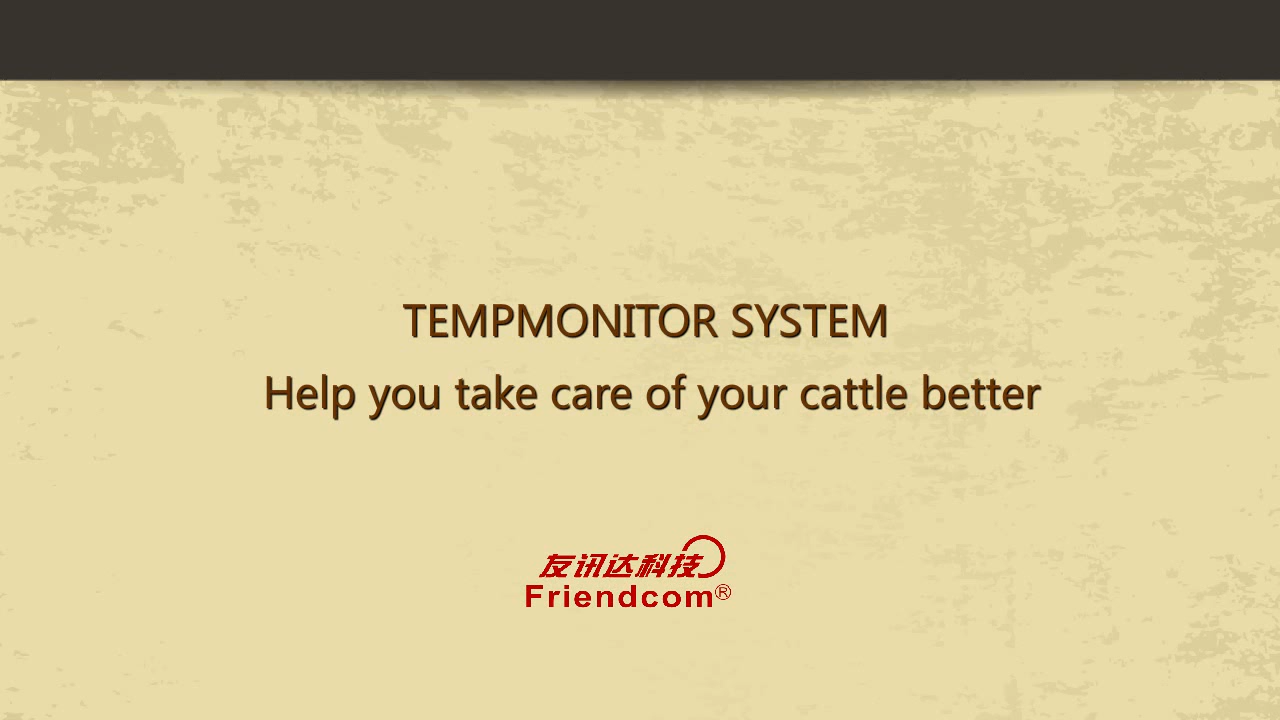 TEMPMONITOR SYSTEM
Help you take care of your cattle better
友讯达科技
Friendcom®